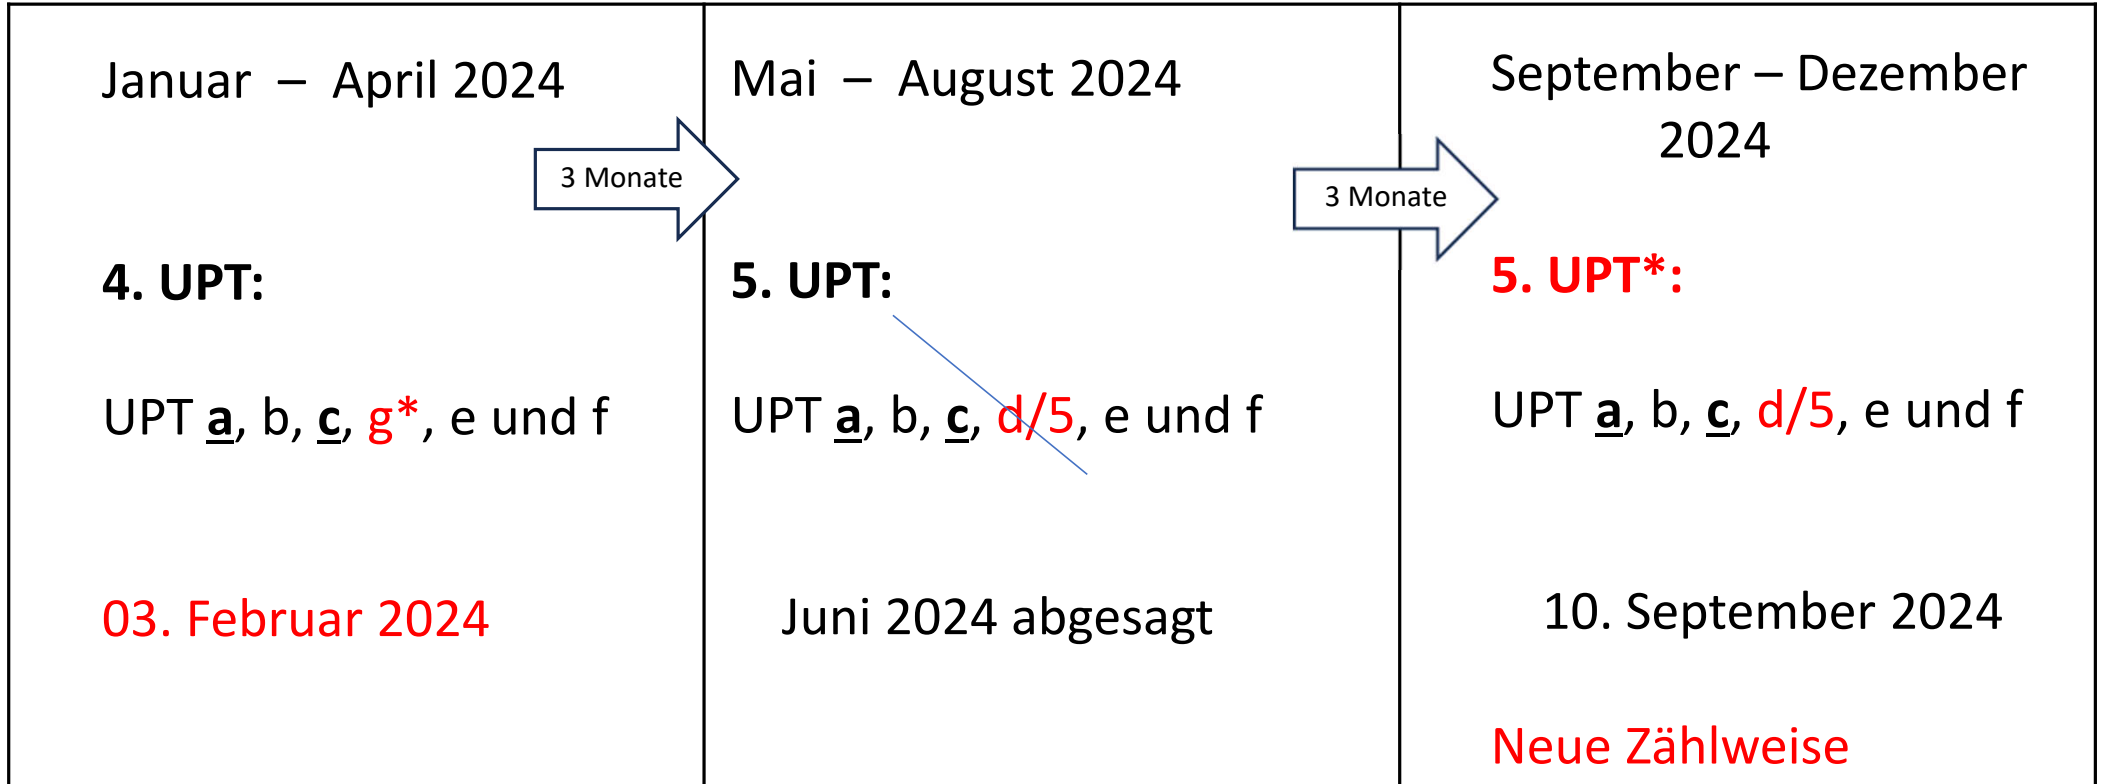 Januar – April 2024
3 Monate
4. UPT:
UPT a, b, c, g*, e und f
03. Februar 2024
Mai – August 2024
3 Monate
5. UPT:
UPT a, b, c, d/5, e und f
Juni 2024 abgesagt
September – Dezember
2024
5. UPT*:
UPT a, b, c, d/5, e und f
10. September 2024
Neue Zählweise